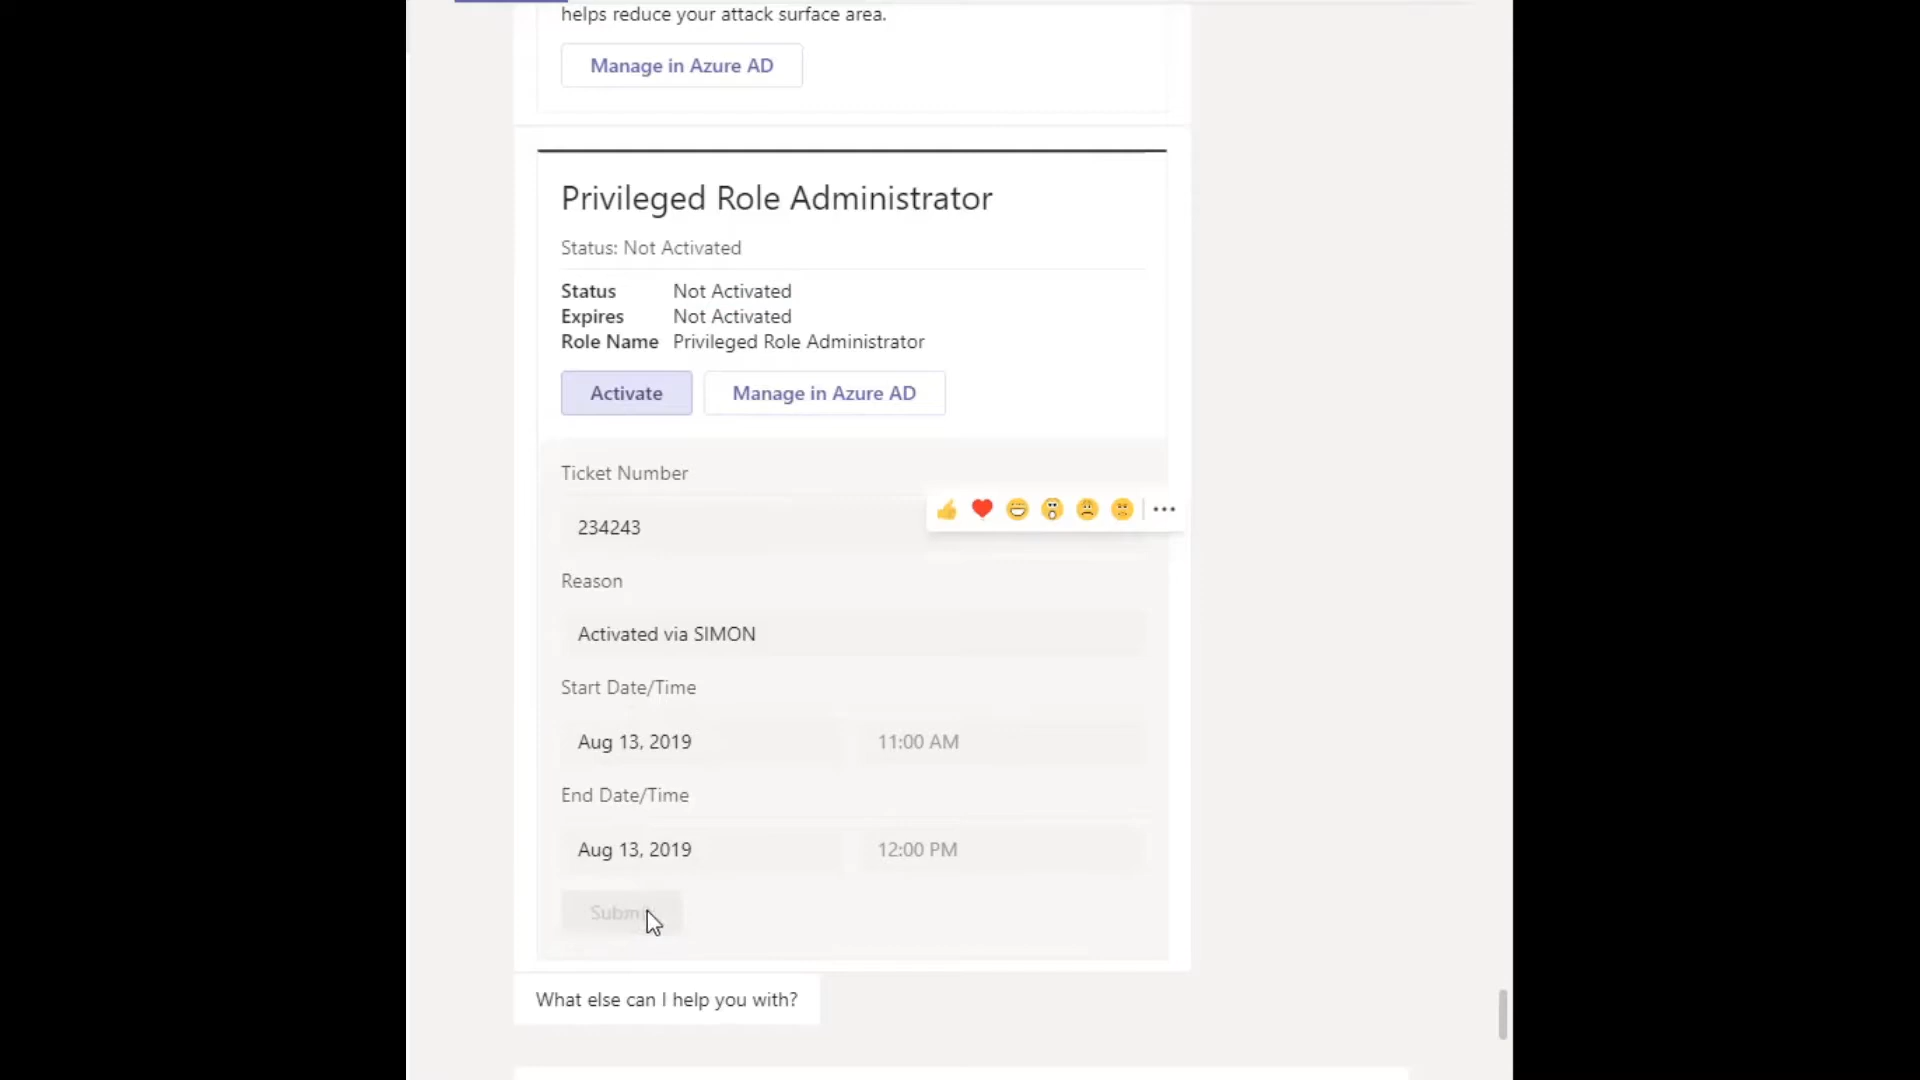 helps reduce your attack surface area.
Manage in Azure AD
Privileged Role Administrator
Status: Not Activated
Status Not Activated
Expires Not Activated
Role Name Privileged Role Administrator
Activate Manage in Azure AD
Ticket Number
234243
Reason
Activated via SIMON
Start Date/Time
Aug 13, 2019 11:00 AM
End Date/Time
Aug 13, 2019 12:00 PM
What else can I help you with?